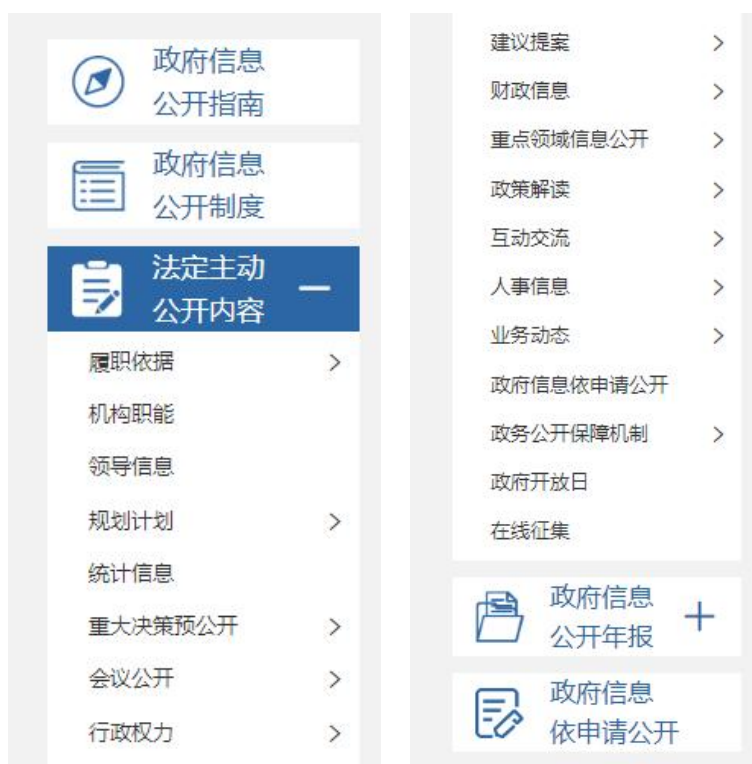 政府信息
公开指南
政府信息
公开制度
法定主动
公开内容
履职依据
机构职能
领导信息
规划计划
统计信息
重大决策预公开
会议公开
行政权力
建议提案
财政信息
重点领域信息公开
政策解读
互动交流
人事信息
业务动态
政府信息依申请公开
政务公开保障机制
政府开放日
在线征集
政府信息
公开年报
政府信息
依申请公开